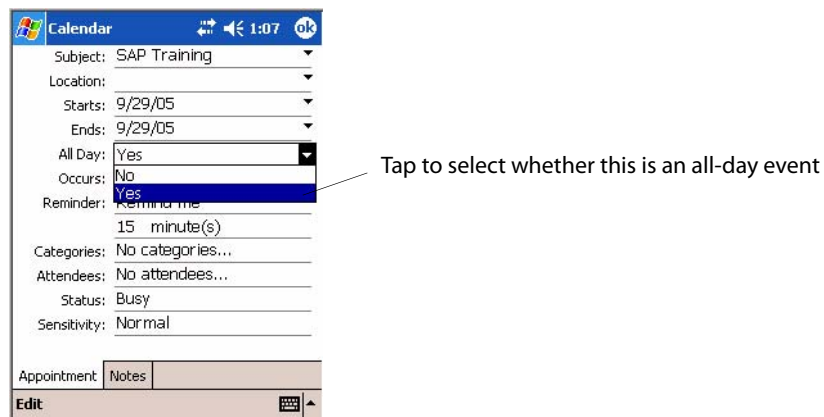 Calendar 1:07 ok
Subject: SAP Training
Location:
Starts: 9/29/05
Ends: 9/29/05
All Day: Yes
Tap to select whether this is an all-day event
Occurs: No
Yes
Reminder: Remind me
15 minute(s)
Categories: No categories...
Attendees: No attendees...
Status: Busy
Sensitivity: Normal
Appointment Notes
Edit